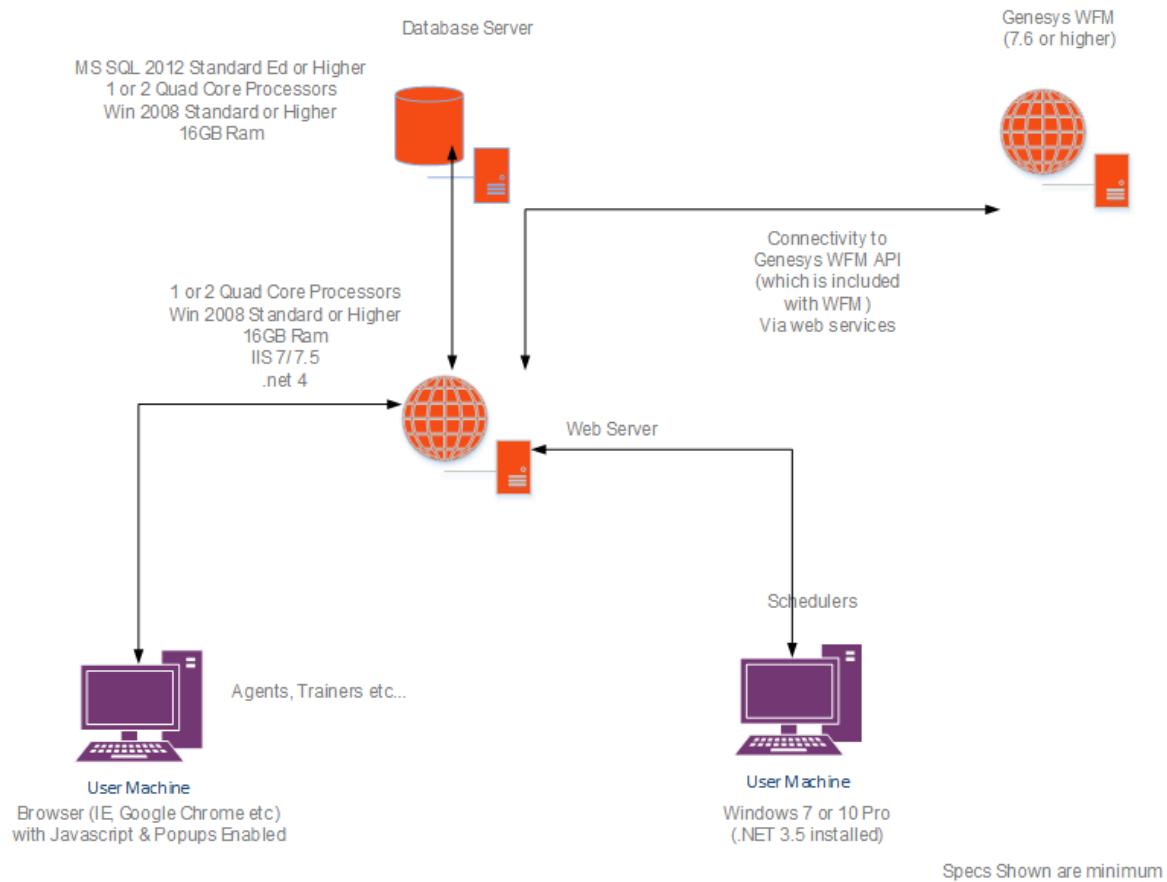 Database Server
Genesys WFM
(7.6 or higher)
MS SQL 2012 Standard Ed or Higher
1 or 2 Quad Core Processors
Win 2008 Standard or Higher
16GB Ram
Connectivity to
Genesys WFM API
(which is included
with WFM )
Via web services
1 or 2 Quad Core Processors
Win 2008 Standard or Higher
16GB Ram
IIS 7/7.5
.net 4
Web Server
Schedulers
Agents, Trainers etc...
User Machine
Browser (IE, Google Chrome etc)
with Javascript & Popups Enabled
User Machine
Windows 7 or 10 Pro
(.NET 3.5 installed)
Specs Shown are minimum